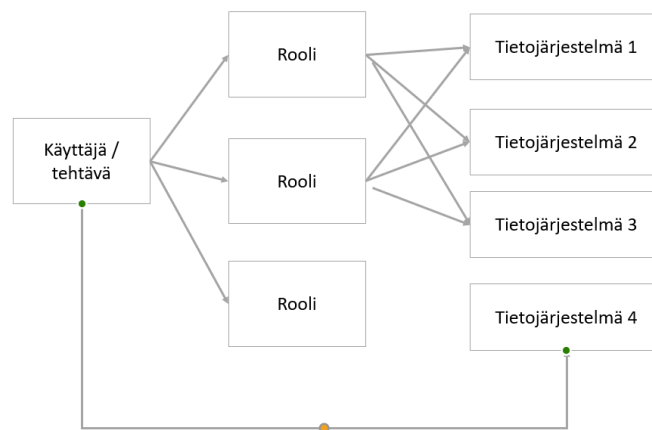 Käyttäjä /
tehtävä
Rooli
Rooli
Rooli
Tietojärjestelmä 1
Tietojärjestelmä 2
Tietojärjestelmä 3
Tietojärjestelmä 4